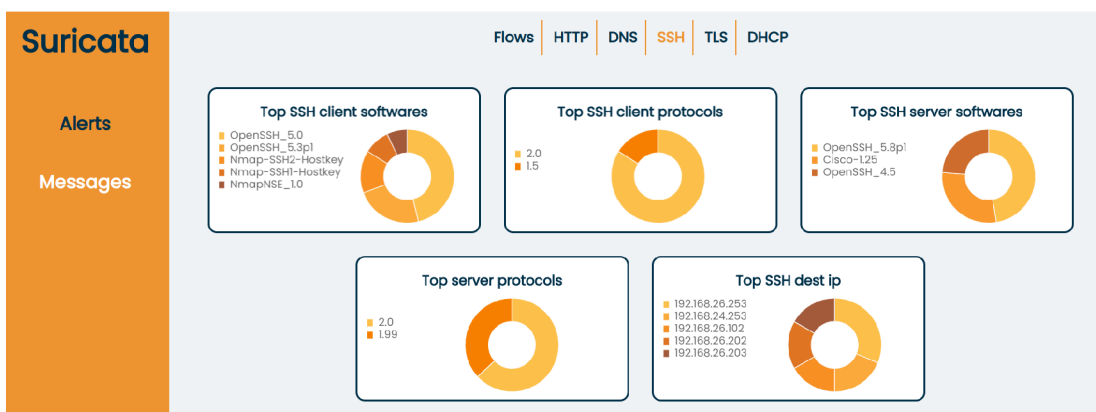 Suricata
Alerts
Messages
Flows HTTP DNS SSH TLS DHCP
Top SSH client softwares
OpenSSH_5.0
OpenSSH_5.3p1
Nmap-SSH2-Hostkey
Nmap-SSH1-Hostkey
NmapNSE_1.0
Top SSH client protocols
2.0
1.5
Top SSH server softwares
OpenSSH_5.8p1
Cisco-1.25
OpenSSH_4.5
Top server protocols
2.0
1.99
Top SSH dest ip
192.168.26.253
192.168.24.253
192.168.26.102
192.168.26.202
192.168.26.203